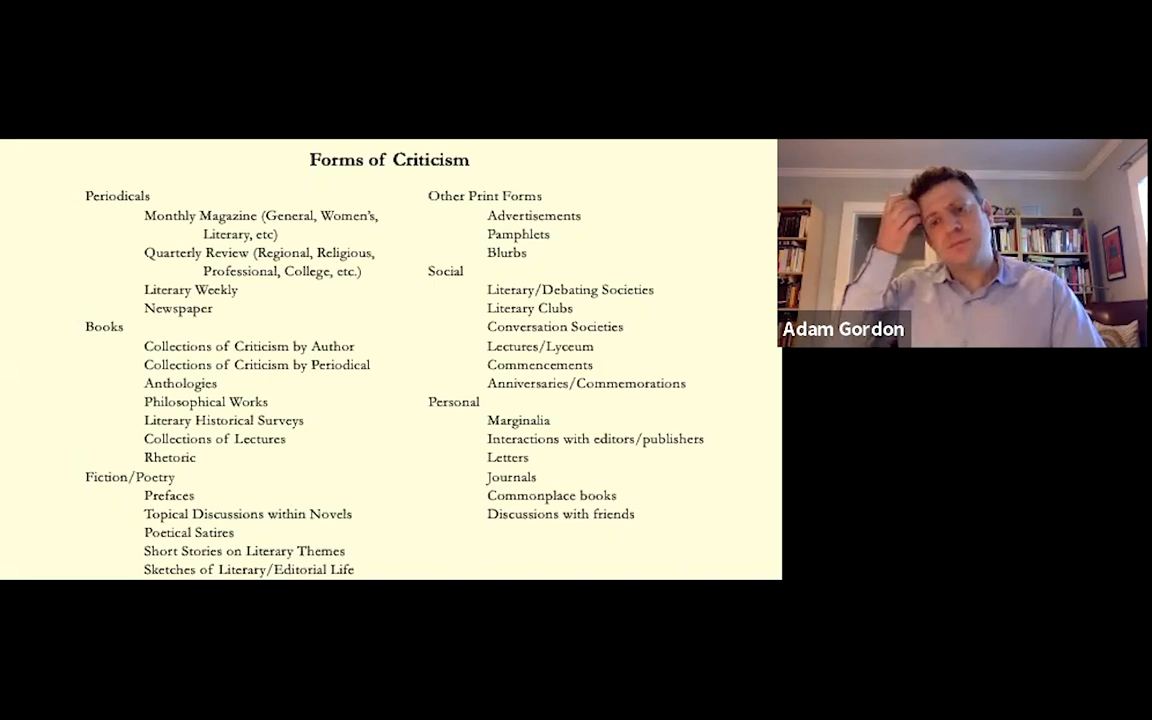 Forms of Criticism
Periodicals
Monthly Magazine (General, Women's,
Literary, etc)
Quarterly Review (Regional, Religious,
Professional, College, etc.)
Literary Weekly
Newspaper
Books
Collections of Criticism by Author
Collections of Criticism by Periodical
Anthologies
Philosophical Works
Literary Historical Surveys
Collections of Lectures
Rhetoric
Fiction/Poetry
Prefaces
Topical Discussions within Novels
Poetical Satires
Short Stories on Literary Themes
Sketches of Literary/Editorial Life
Other Print Forms
Advertisements
Pamphlets
Blurbs
Social
Literary/Debating Societies
Literary Clubs
Conversation Societies
Lectures/Lyceum
Commencements
Anniversaries/Commemorations
Personal
Marginalia
Interactions with editors/publishers
Letters
Journals
Commonplace books
Discussions with friends
Adam Gordon